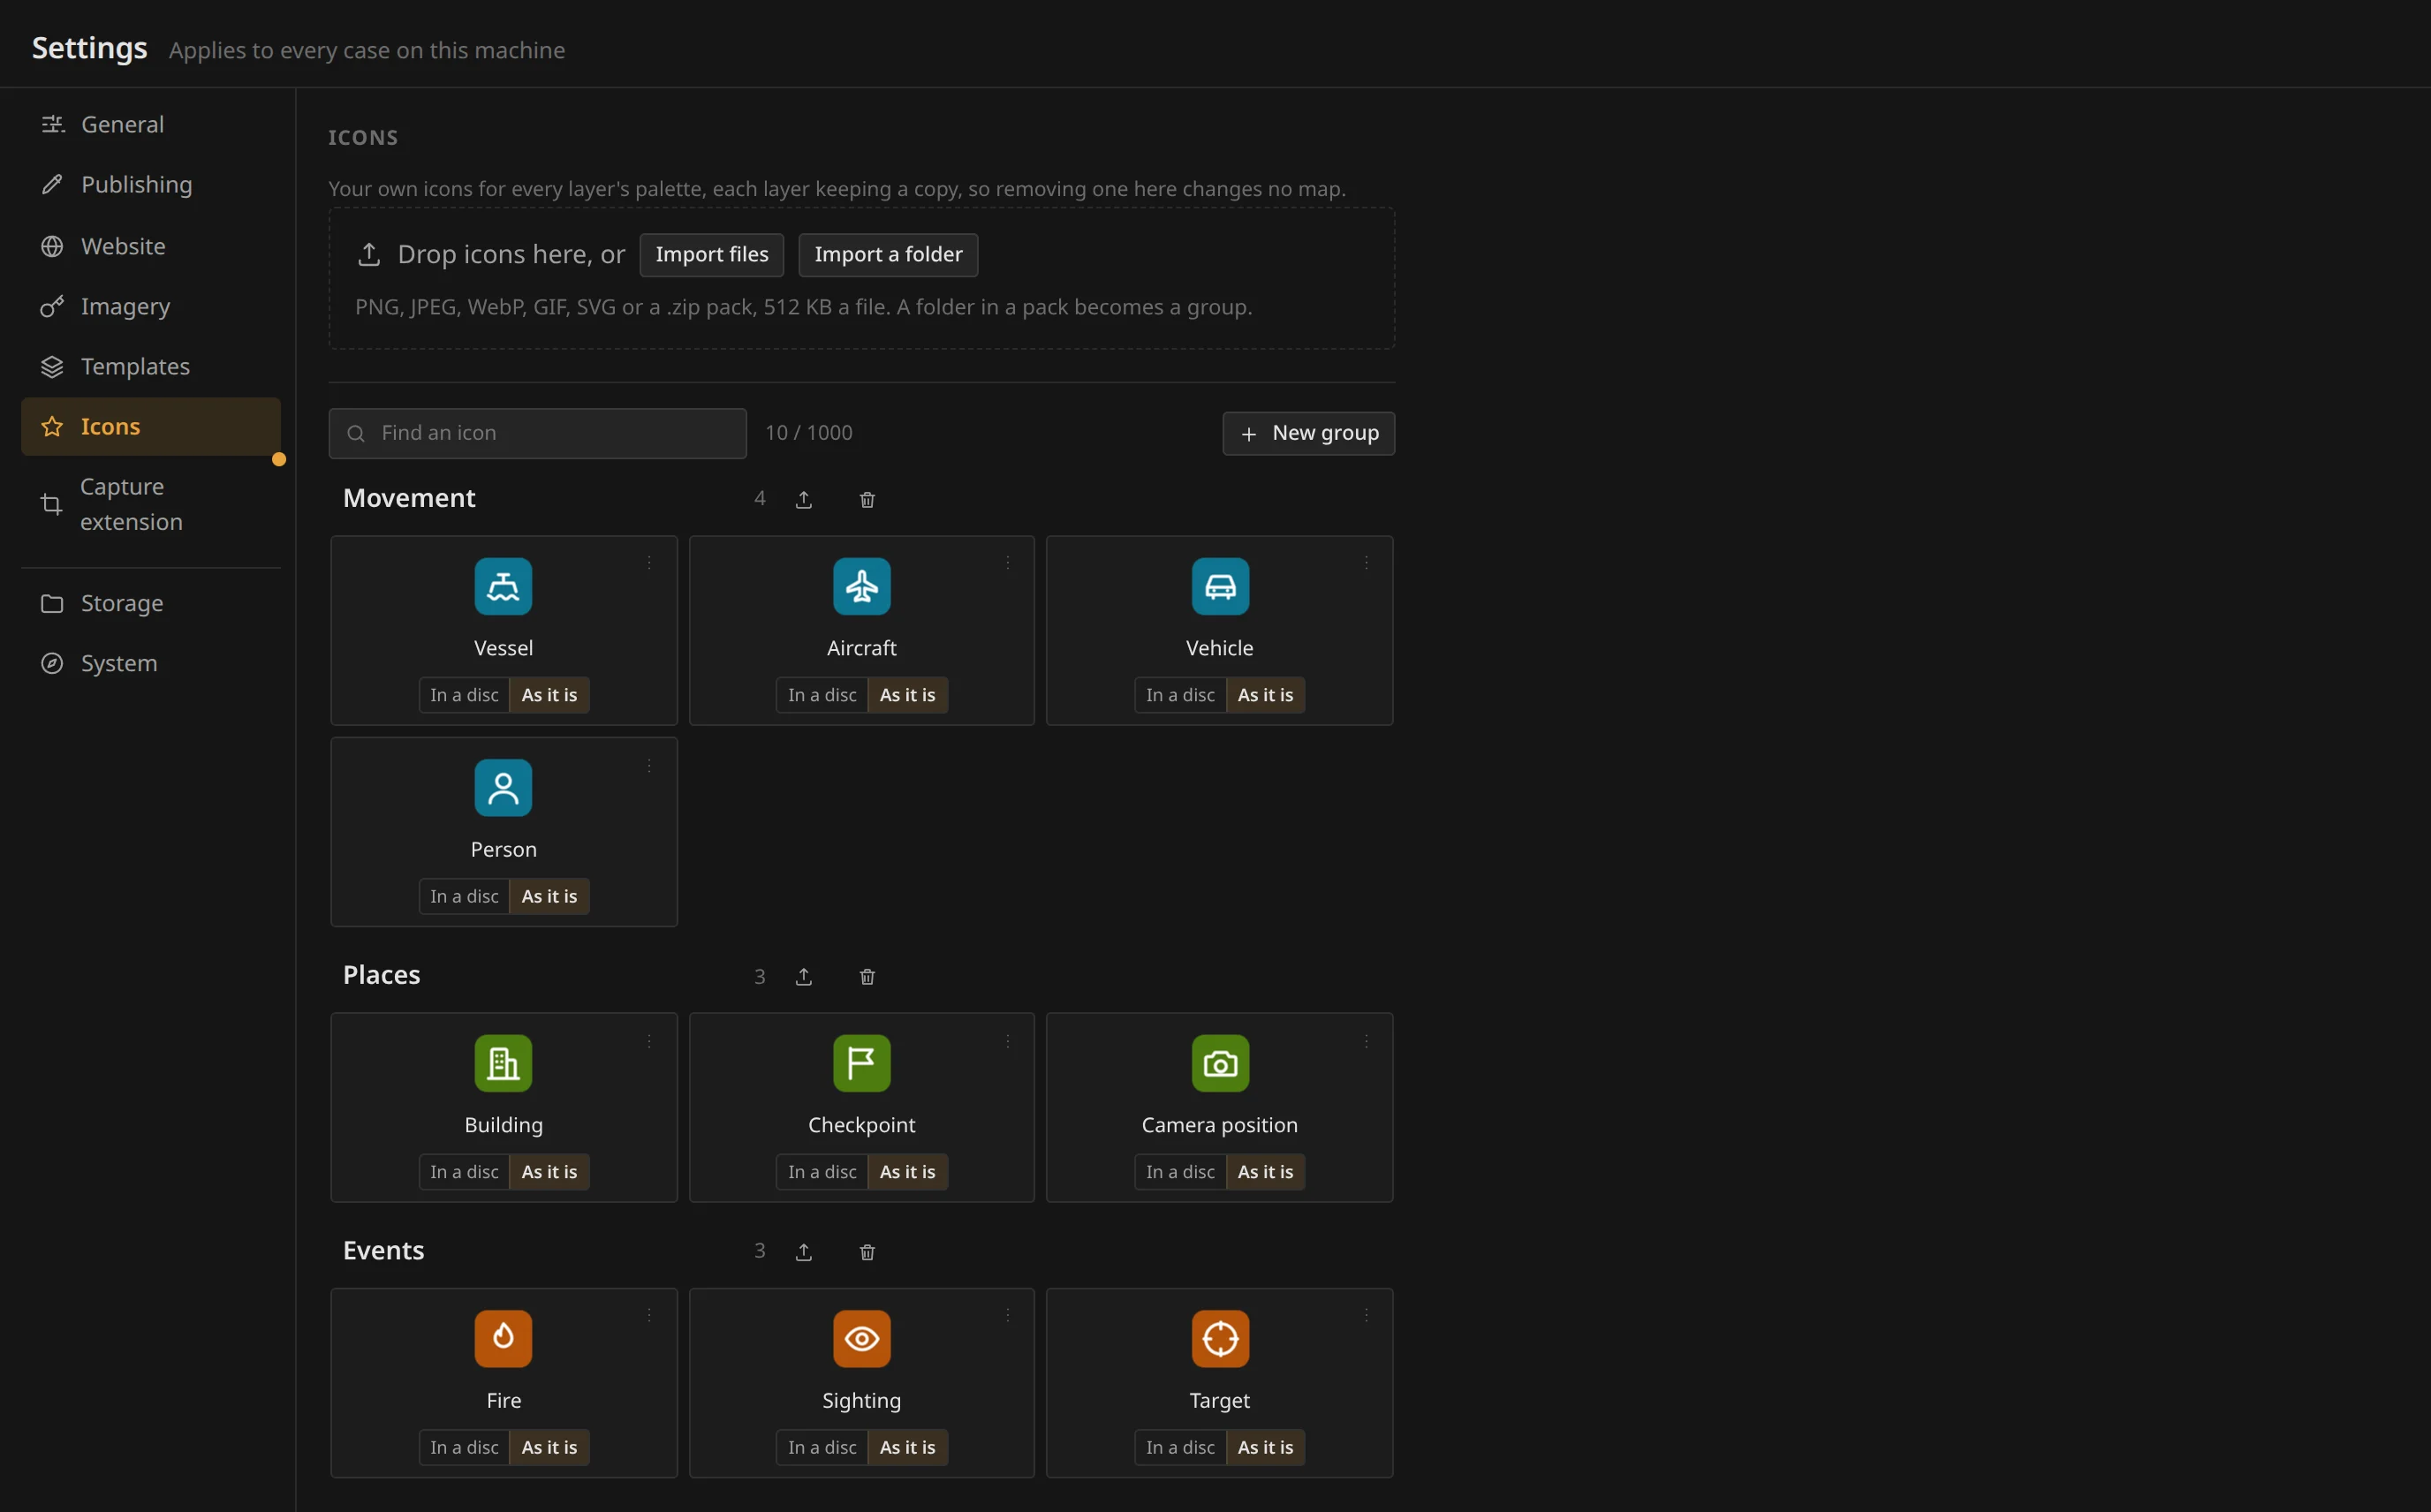 Settings Applies to every case on this machine
General
Publishing
Website
Imagery
Templates
Icons
Capture
extension
Storage
System
ICONS
Your own icons for every layer's palette, each layer keeping a copy, so removing one here changes no map.
Drop icons here, or Import files Import a folder
PNG, JPEG, WebP, GIF, SVG or a .zip pack, 512 KB a file. A folder in a pack becomes a group.
Find an icon 10 / 1000 New group
Movement 4
Vessel Aircraft Vehicle
In a disc As it is In a disc As it is In a disc As it is
Person
In a disc As it is
Places 3
Building Checkpoint Camera position
In a disc As it is In a disc As it is In a disc As it is
Events 3
Fire Sighting Target
In a disc As it is In a disc As it is In a disc As it is